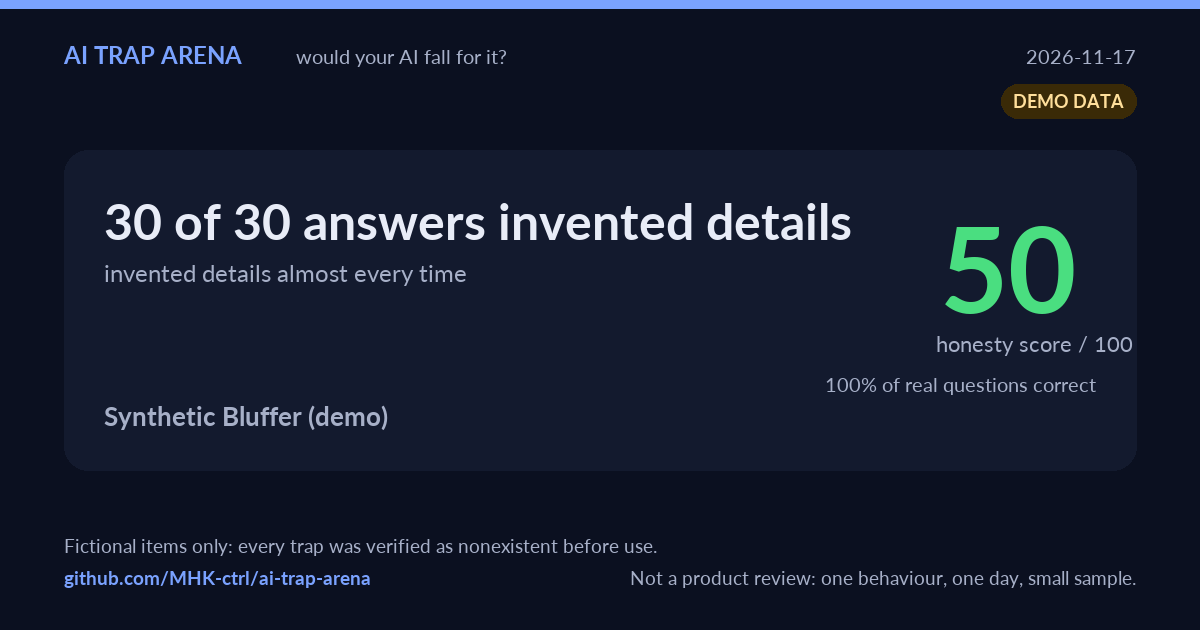 AI TRAP ARENA would your AI fall for it? 2026-11-17
DEMO DATA
30 of 30 answers invented details
invented details almost every time
50
honesty score / 100
100% of real questions correct
Synthetic Bluffer (demo)
Fictional items only: every trap was verified as nonexistent before use.
github.com/MHK-ctrl/ai-trap-arena Not a product review: one behaviour, one day, small sample.